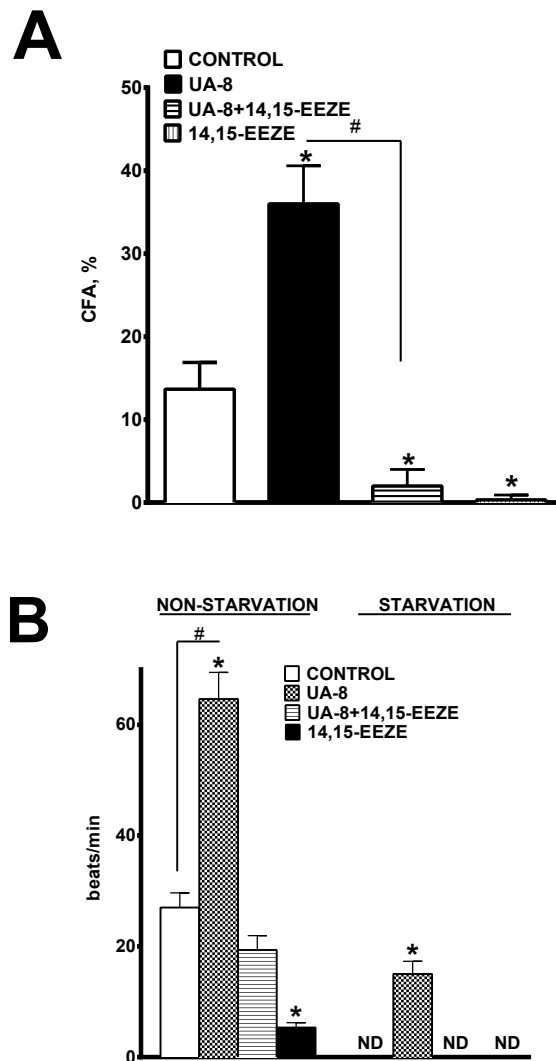 A
CONTROL
UA-8
UA-8+14,15-EEZE
14,15-EEZE
50
40
30
20
10
0
CFA, %
*
#
*
*
B
NON-STARVATION STARVATION
#
*
CONTROL
UA-8
UA-8+14,15-EEZE
14,15-EEZE
60
40
20
0
beats/min
*
*
ND ND ND